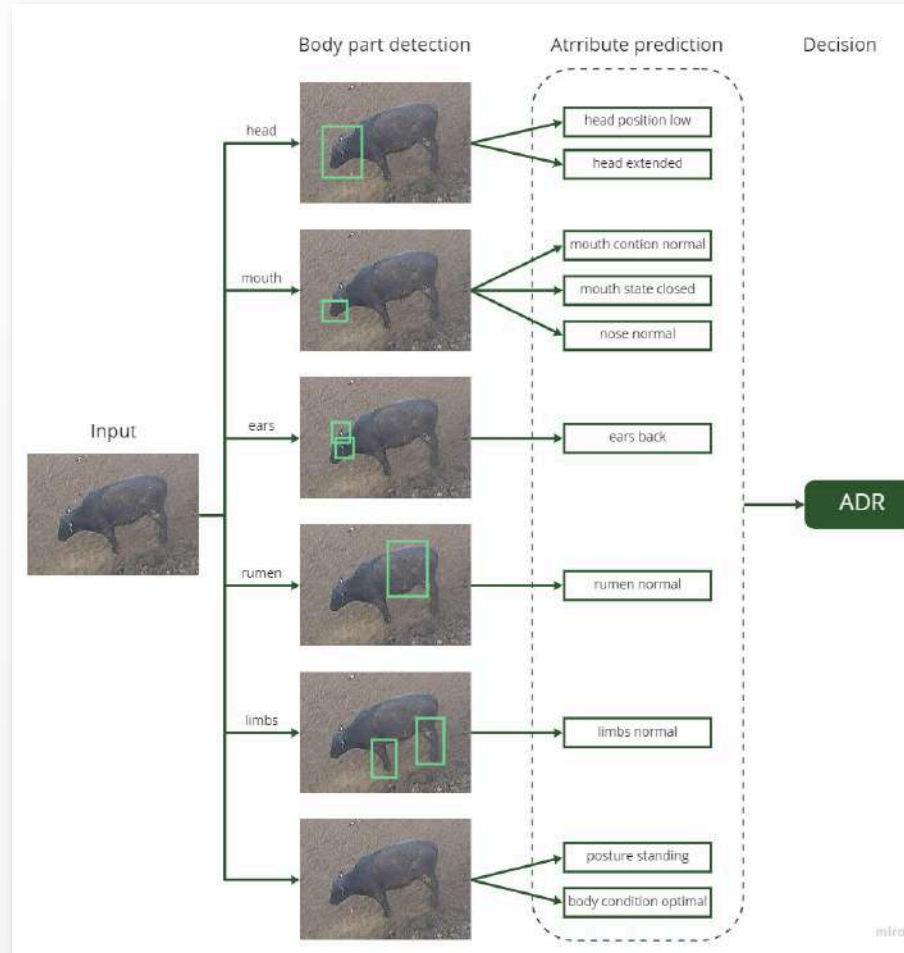 Body part detection
Atrribute prediction
Decision
head
head position low
head extended
mouth
mouth contion normal
mouth state closed
nose normal
ears
ears back
Input
ADR
rumen
rumen normal
limbs
limbs normal
posture standing
body condition optimal
miro